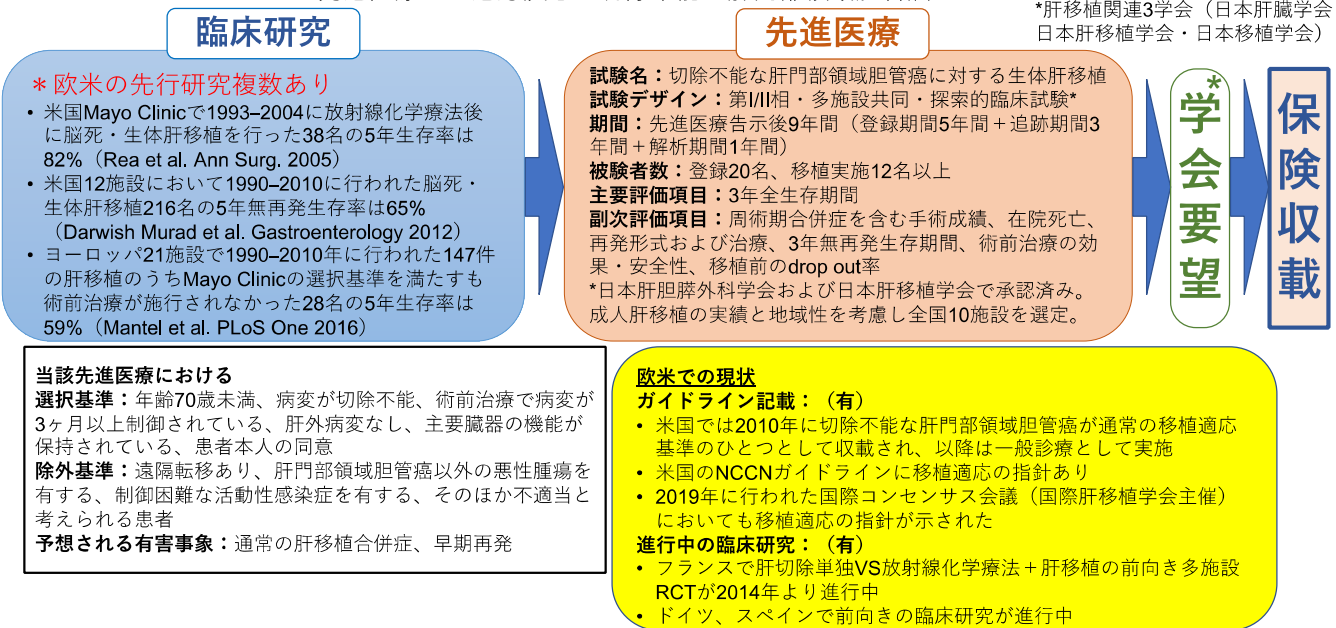 *肝移植関連3学会（日本肝臓学会
日本肝移植学会・日本移植学会）
臨床研究
＊欧米の先行研究複数あり
• 米国Mayo Clinicで1993–2004に放射線化学療法後
に脳死・生体肝移植を行った38名の5年生存率は
82%（Rea et al. Ann Surg. 2005）
• 米国12施設において1990–2010に行われた脳死・
生体肝移植216名の5年無再発生存率は65%
（Darwish Murad et al. Gastroenterology 2012）
• ヨーロッパ21施設で1990–2010年に行われた147件
の肝移植のうちMayo Clinicの選択基準を満たすも
術前治療が施行されなかった28名の5年生存率は
59%（Mantel et al. PLoS One 2016）
先進医療
試験名：切除不能な肝門部領域胆管癌に対する生体肝移植
試験デザイン：第I/II相・多施設共同・探索的臨床試験*
期間：先進医療告示後9年間（登録期間5年間＋追跡期間3
年間＋解析期間1年間）
被験者数：登録20名、移植実施12名以上
主要評価項目：3年全生存期間
副次評価項目：周術期合併症を含む手術成績、在院死亡、
再発形式および治療、3年無再発生存期間、術前治療の効
果・安全性、移植前のdrop out率
*日本肝胆膵外科学会および日本肝移植学会で承認済み。
成人肝移植の実績と地域性を考慮し全国10施設を選定。
*学会要望
保険収載
当該先進医療における
選択基準：年齢70歳未満、病変が切除不能、術前治療で病変が
3ヶ月以上制御されている、肝外病変なし、主要臓器の機能が
保持されている、患者本人の同意
除外基準：遠隔転移あり、肝門部領域胆管癌以外の悪性腫瘍を
有する、制御困難な活動性感染症を有する、そのほか不適当と
考えられる患者
予想される有害事象：通常の肝移植合併症、早期再発
欧米での現状
ガイドライン記載：（有）
• 米国では2010年に切除不能な肝門部領域胆管癌が通常の移植適応
基準のひとつとして収載され、以降は一般診療として実施
• 米国のNCCNガイドラインに移植適応の指針あり
• 2019年に行われた国際コンセンサス会議（国際肝移植学会主催）
においても移植適応の指針が示された
進行中の臨床研究：（有）
• フランスで肝切除単独VS放射線化学療法＋肝移植の前向き多施設
RCTが2014年より進行中
• ドイツ、スペインで前向きの臨床研究が進行中